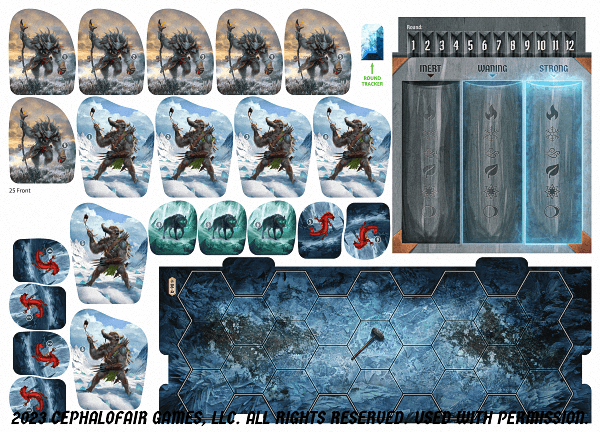 Round:
1 2 3 4 5 6 7 8 9 10 11 12
ROUND
TRACKER
INERT WANING STRONG
25 Front
2023 CEPHALOFAIR GAMES, LLC. ALL RIGHTS RESERVED/USED WITH PERMISSION.